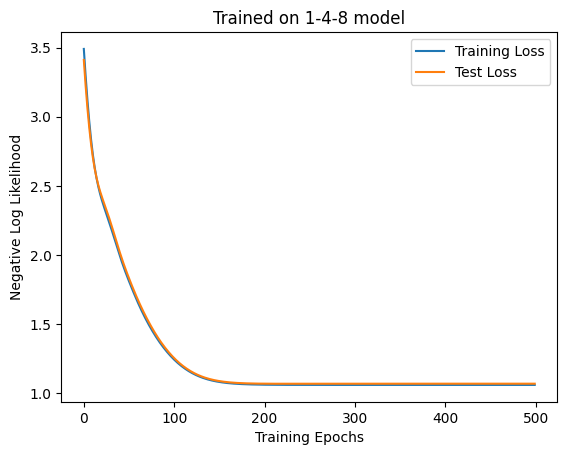 Trained on 1-4-8 model
Training Loss
Test Loss
Negative Log Likelihood
3.5
3.0
2.5
2.0
1.5
1.0
0
100
200
300
400
500
Training Epochs